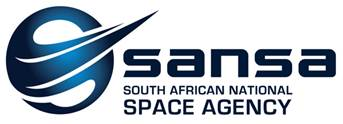 sansa
SOUTH AFRICAN NATIONAL
SPACE AGENCY